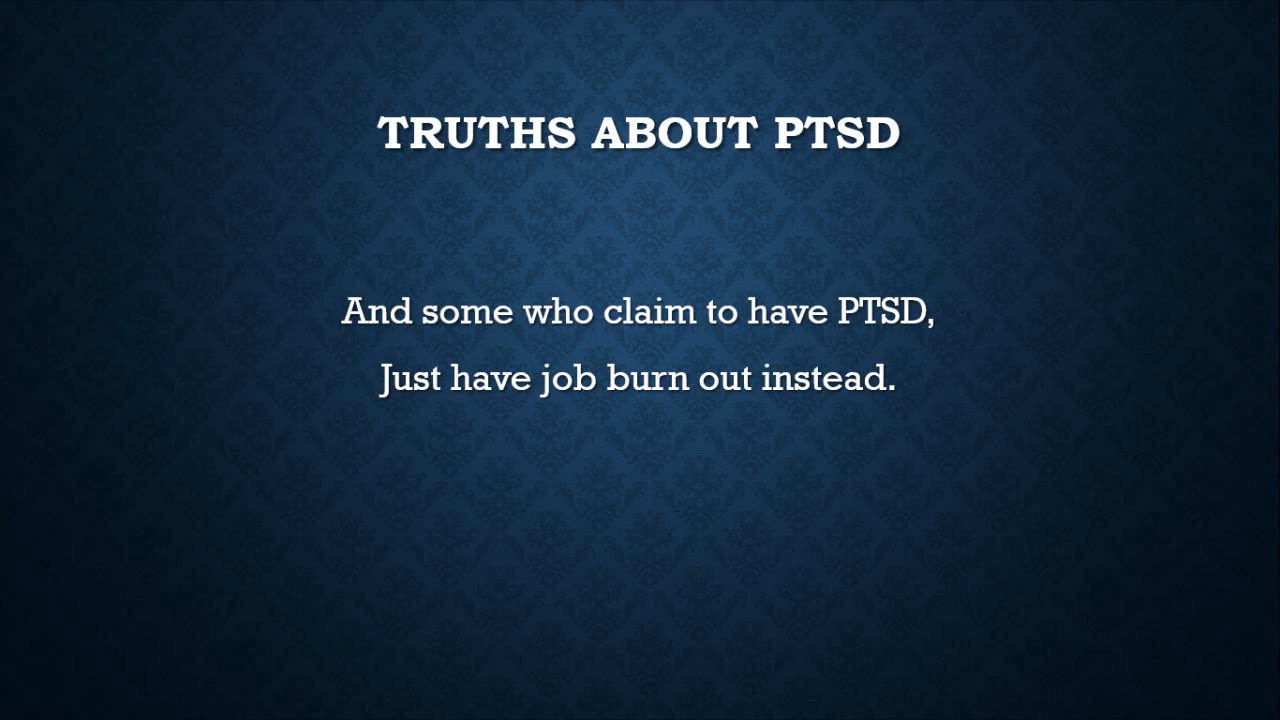 TRUTHS ABOUT PTSD
And some who claim to have PTSD,
Just have job burn out instead.